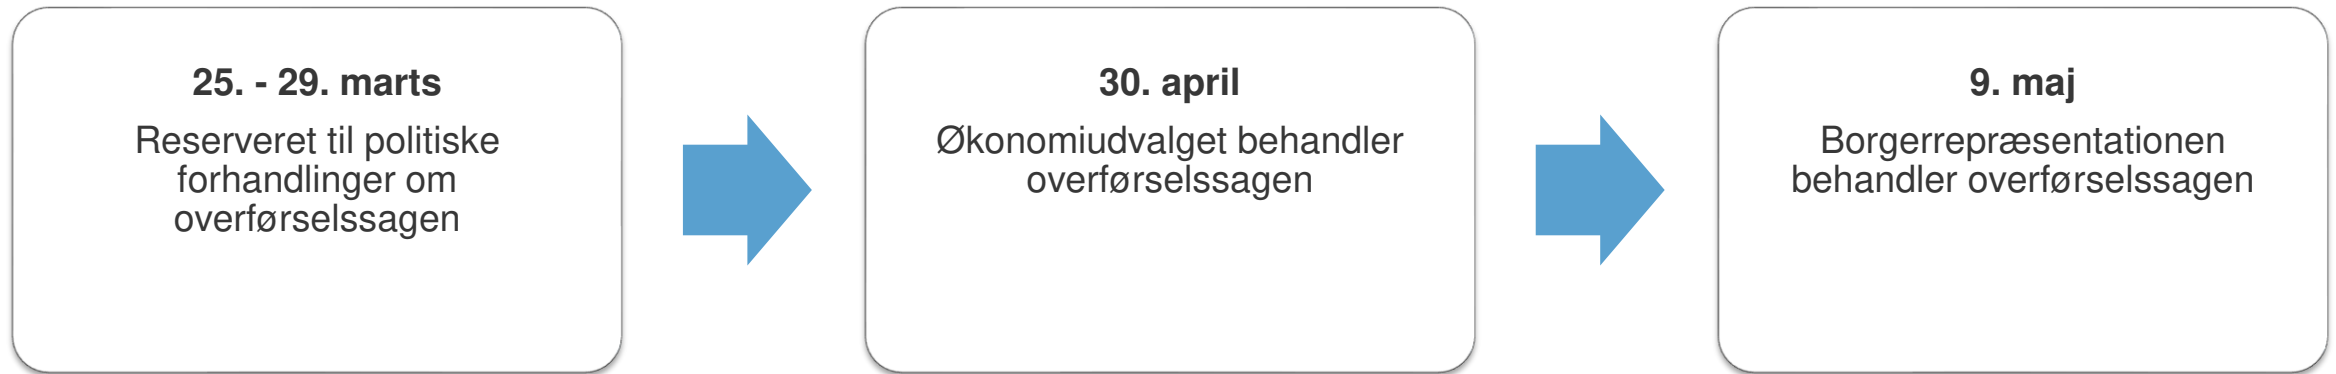 25. - 29. marts
Reserveret til politiske
forhandlinger om
overførselssagen
30. april
Økonomiudvalget behandler
overførselssagen
9. maj
Borgerrepræsentationen
behandler overførselssagen